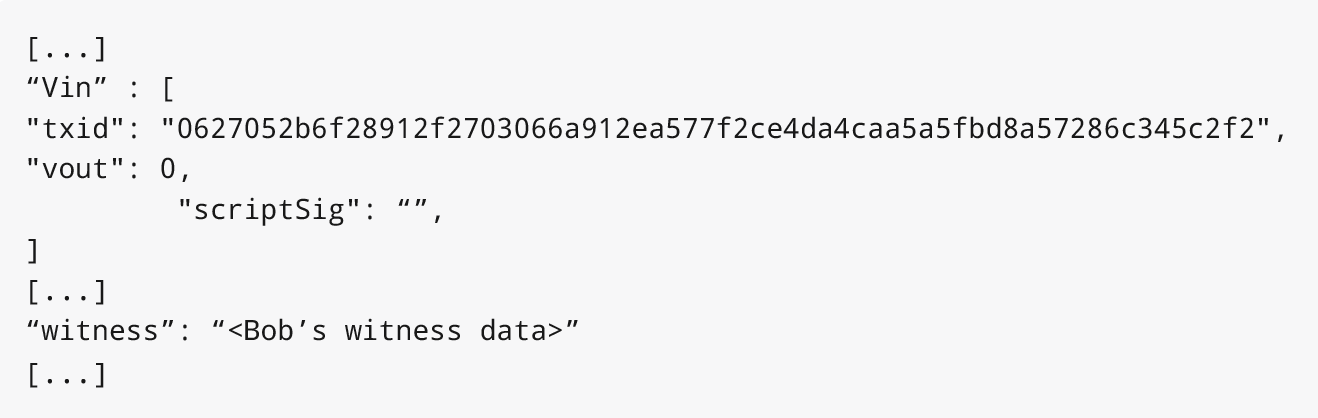 [...]
“Vin” : [
"txid": "0627052b6f28912f2703066a912ea577f2ce4da4caa5a5fbd8a57286c345c2f2",
"vout": 0,
"scriptSig": “”,
]
[...]
“witness”: “<Bob’s witness data>”
[...]